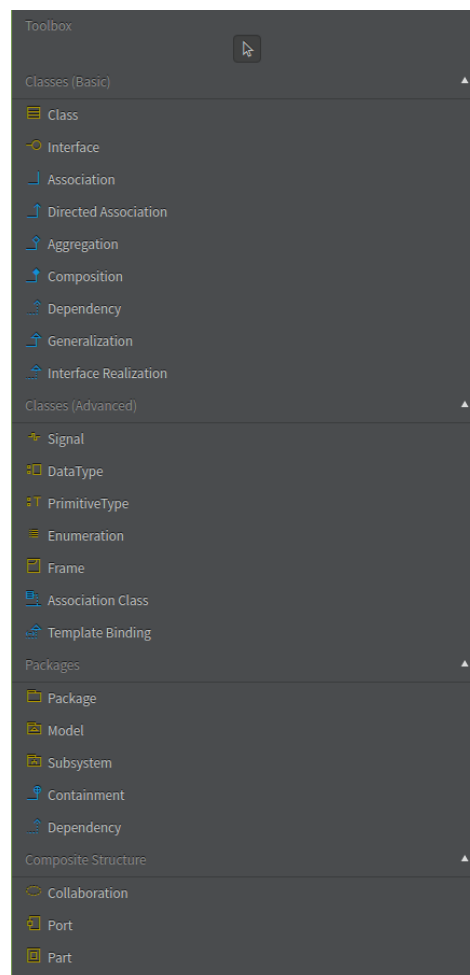 Toolbox
Classes (Basic)
Class
Interface
Association
Directed Association
Aggregation
Composition
Dependency
Generalization
Interface Realization
Classes (Advanced)
Signal
DataType
PrimitiveType
Enumeration
Frame
Association Class
Template Binding
Packages
Package
Model
Subsystem
Containment
Dependency
Composite Structure
Collaboration
Port
Part